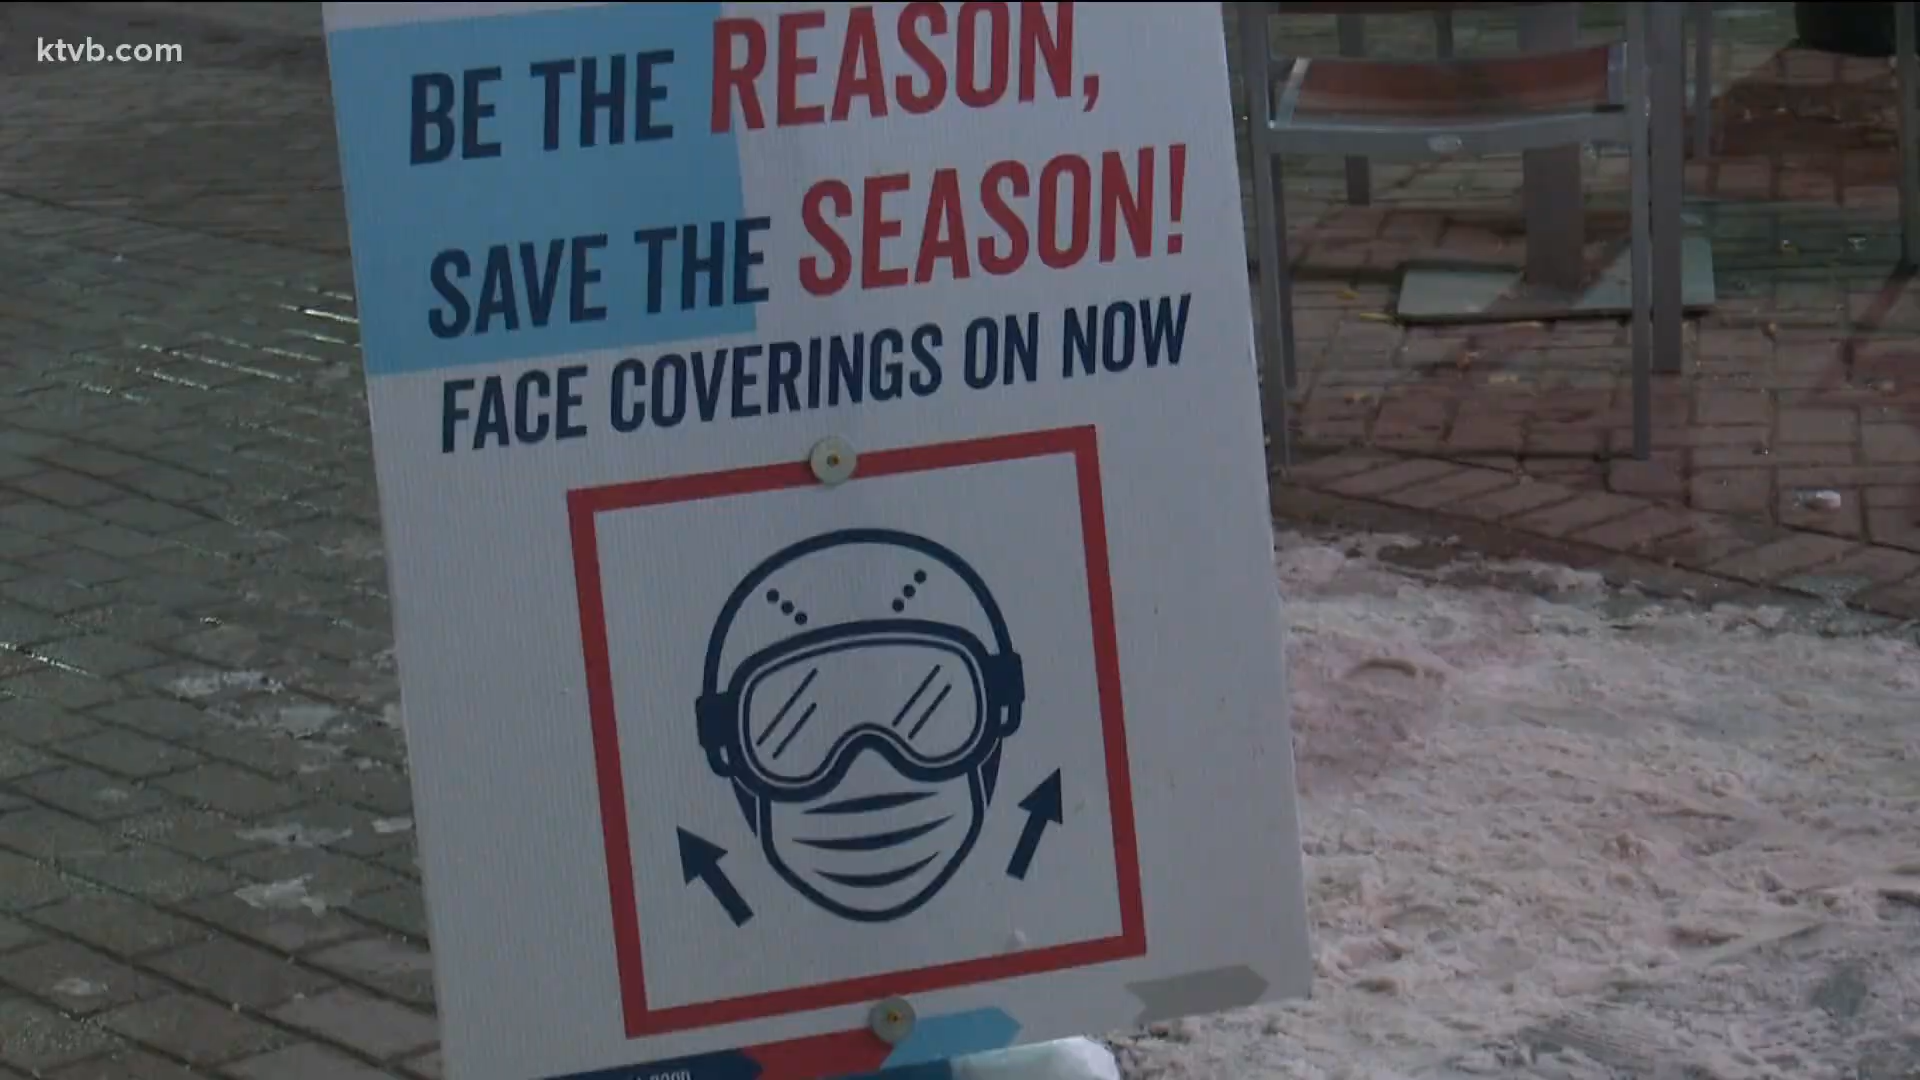 ktvb.com
BE THE REASON,
SAVE THE SEASON!
FACE COVERINGS ON NOW